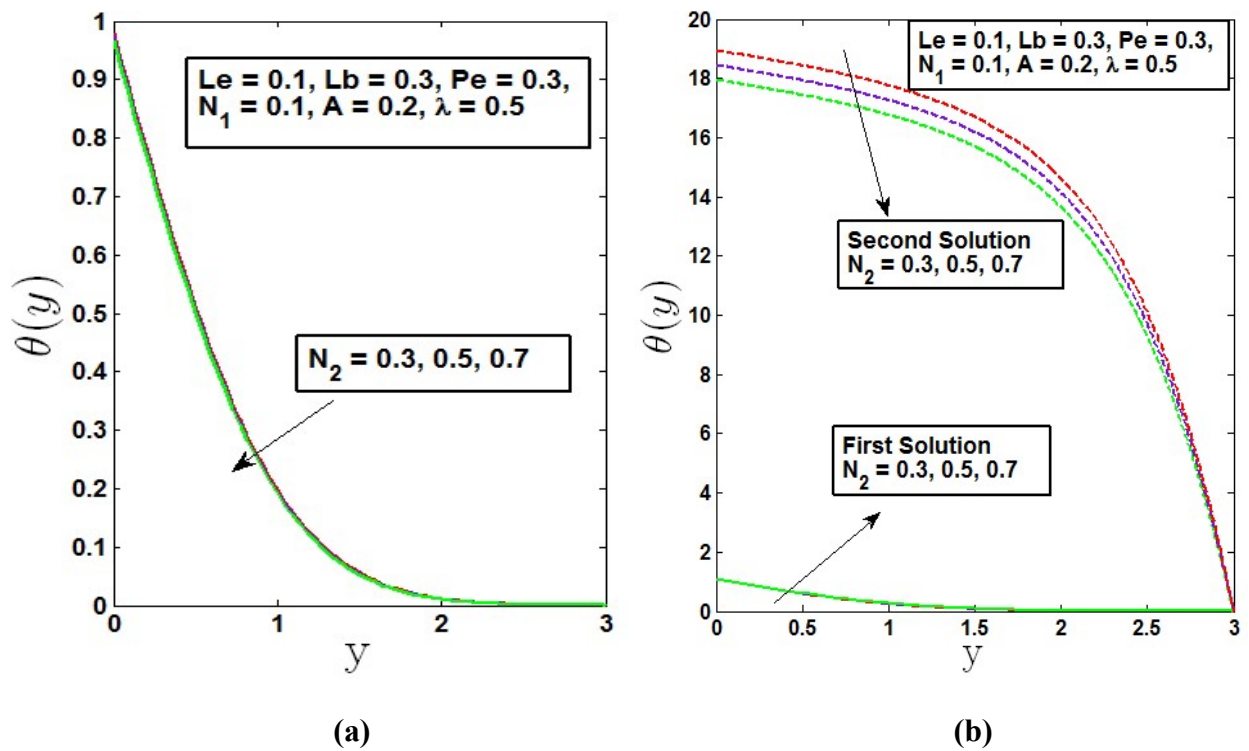 1
0.9
0.8
0.7
0.6
0.5
0.4
0.3
0.2
0.1
0
θ(y)
Le = 0.1, Lb = 0.3, Pe = 0.3,
N₁ = 0.1, A = 0.2, λ = 0.5
N₂ = 0.3, 0.5, 0.7
0 1 2 3
y
(a)
20
18
16
14
12
10
8
6
4
2
0
θ(y)
Le = 0.1, Lb = 0.3, Pe = 0.3,
N₁ = 0.1, A = 0.2, λ = 0.5
Second Solution
N₂ = 0.3, 0.5, 0.7
First Solution
N₂ = 0.3, 0.5, 0.7
0 0.5 1 1.5 2 2.5 3
y
(b)